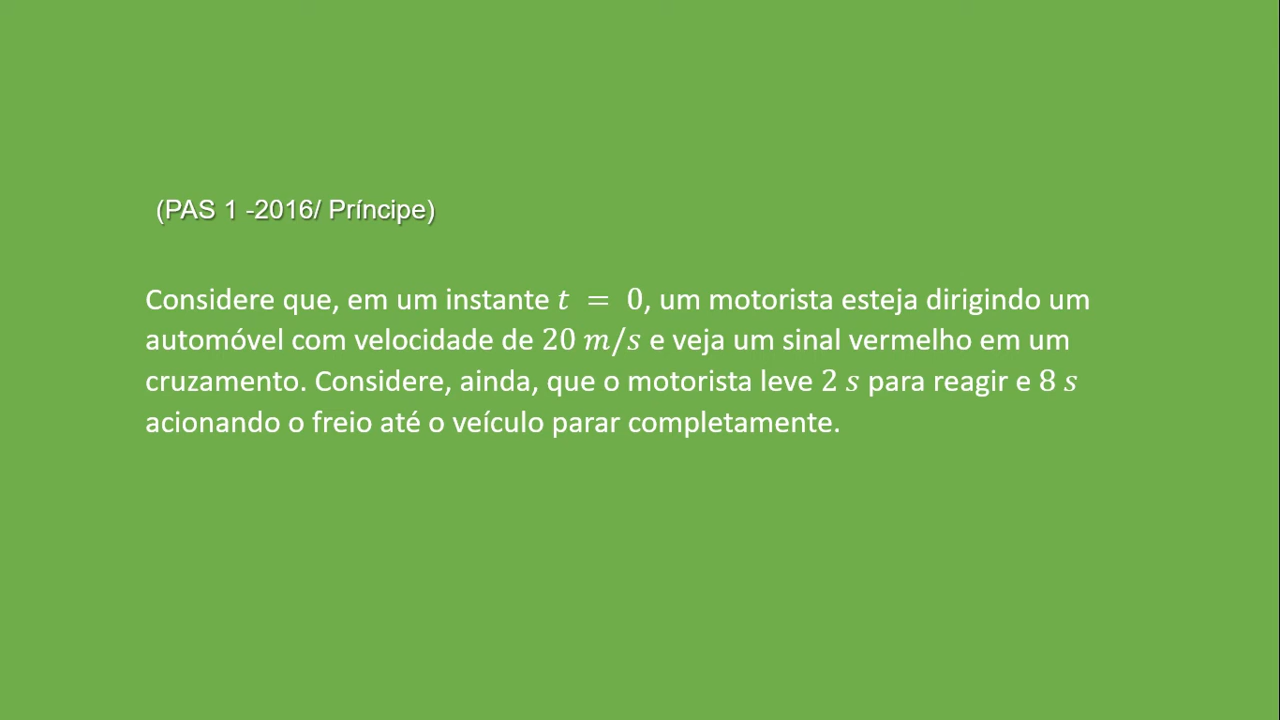 (PAS 1 -2016/ Príncipe)
Considere que, em um instante t = 0, um motorista esteja dirigindo um
automóvel com velocidade de 20 m/s e veja um sinal vermelho em um
cruzamento. Considere, ainda, que o motorista leve 2 s para reagir e 8 s
acionando o freio até o veículo parar completamente.